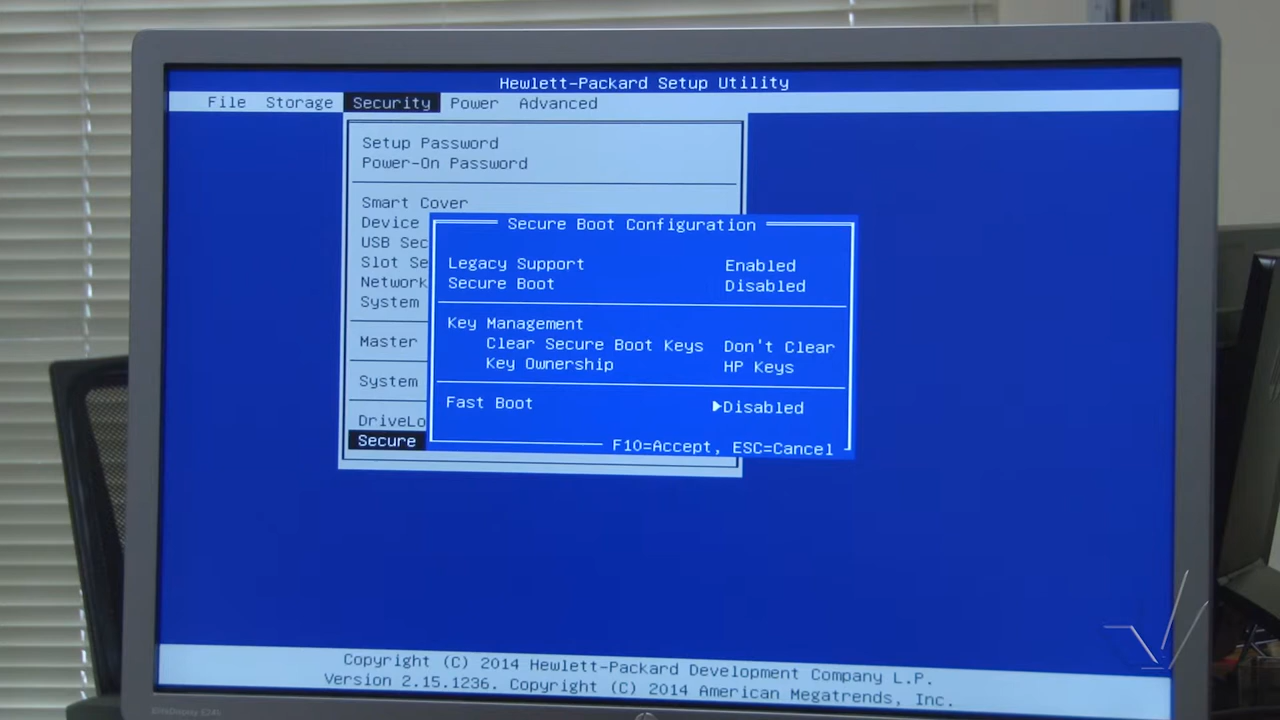 Hewlett-Packard Setup Utility
File Storage Security Power Advanced
Setup Password
Power-On Password
Smart Cover
Device
USB Sec
Slot Se
Network
System
Master
System
DriveLo
Secure
Secure Boot Configuration
Legacy Support Enabled
Secure Boot Disabled
Key Management
Clear Secure Boot Keys Don't Clear
Key Ownership HP Keys
Fast Boot Disabled
F10=Accept, ESC=Cancel
Copyright (C) 2014 Hewlett-Packard Development Company L.P.
Version 2.15.1236. Copyright (C) 2014 American Megatrends, Inc.